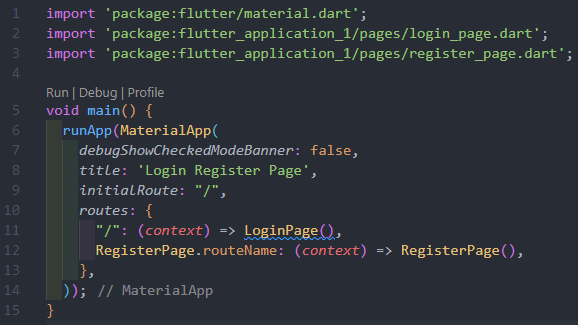 1 import 'package:flutter/material.dart';
2 import 'package:flutter_application_1/pages/login_page.dart';
3 import 'package:flutter_application_1/pages/register_page.dart';
4
Run | Debug | Profile
5 void main() {
6   runApp(MaterialApp(
7     debugShowCheckedModeBanner: false,
8     title: 'Login Register Page',
9     initialRoute: "/",
10     routes: {
11       "/": (context) => LoginPage(),
12       RegisterPage.routeName: (context) => RegisterPage(),
13     },
14   )); // MaterialApp
15 }